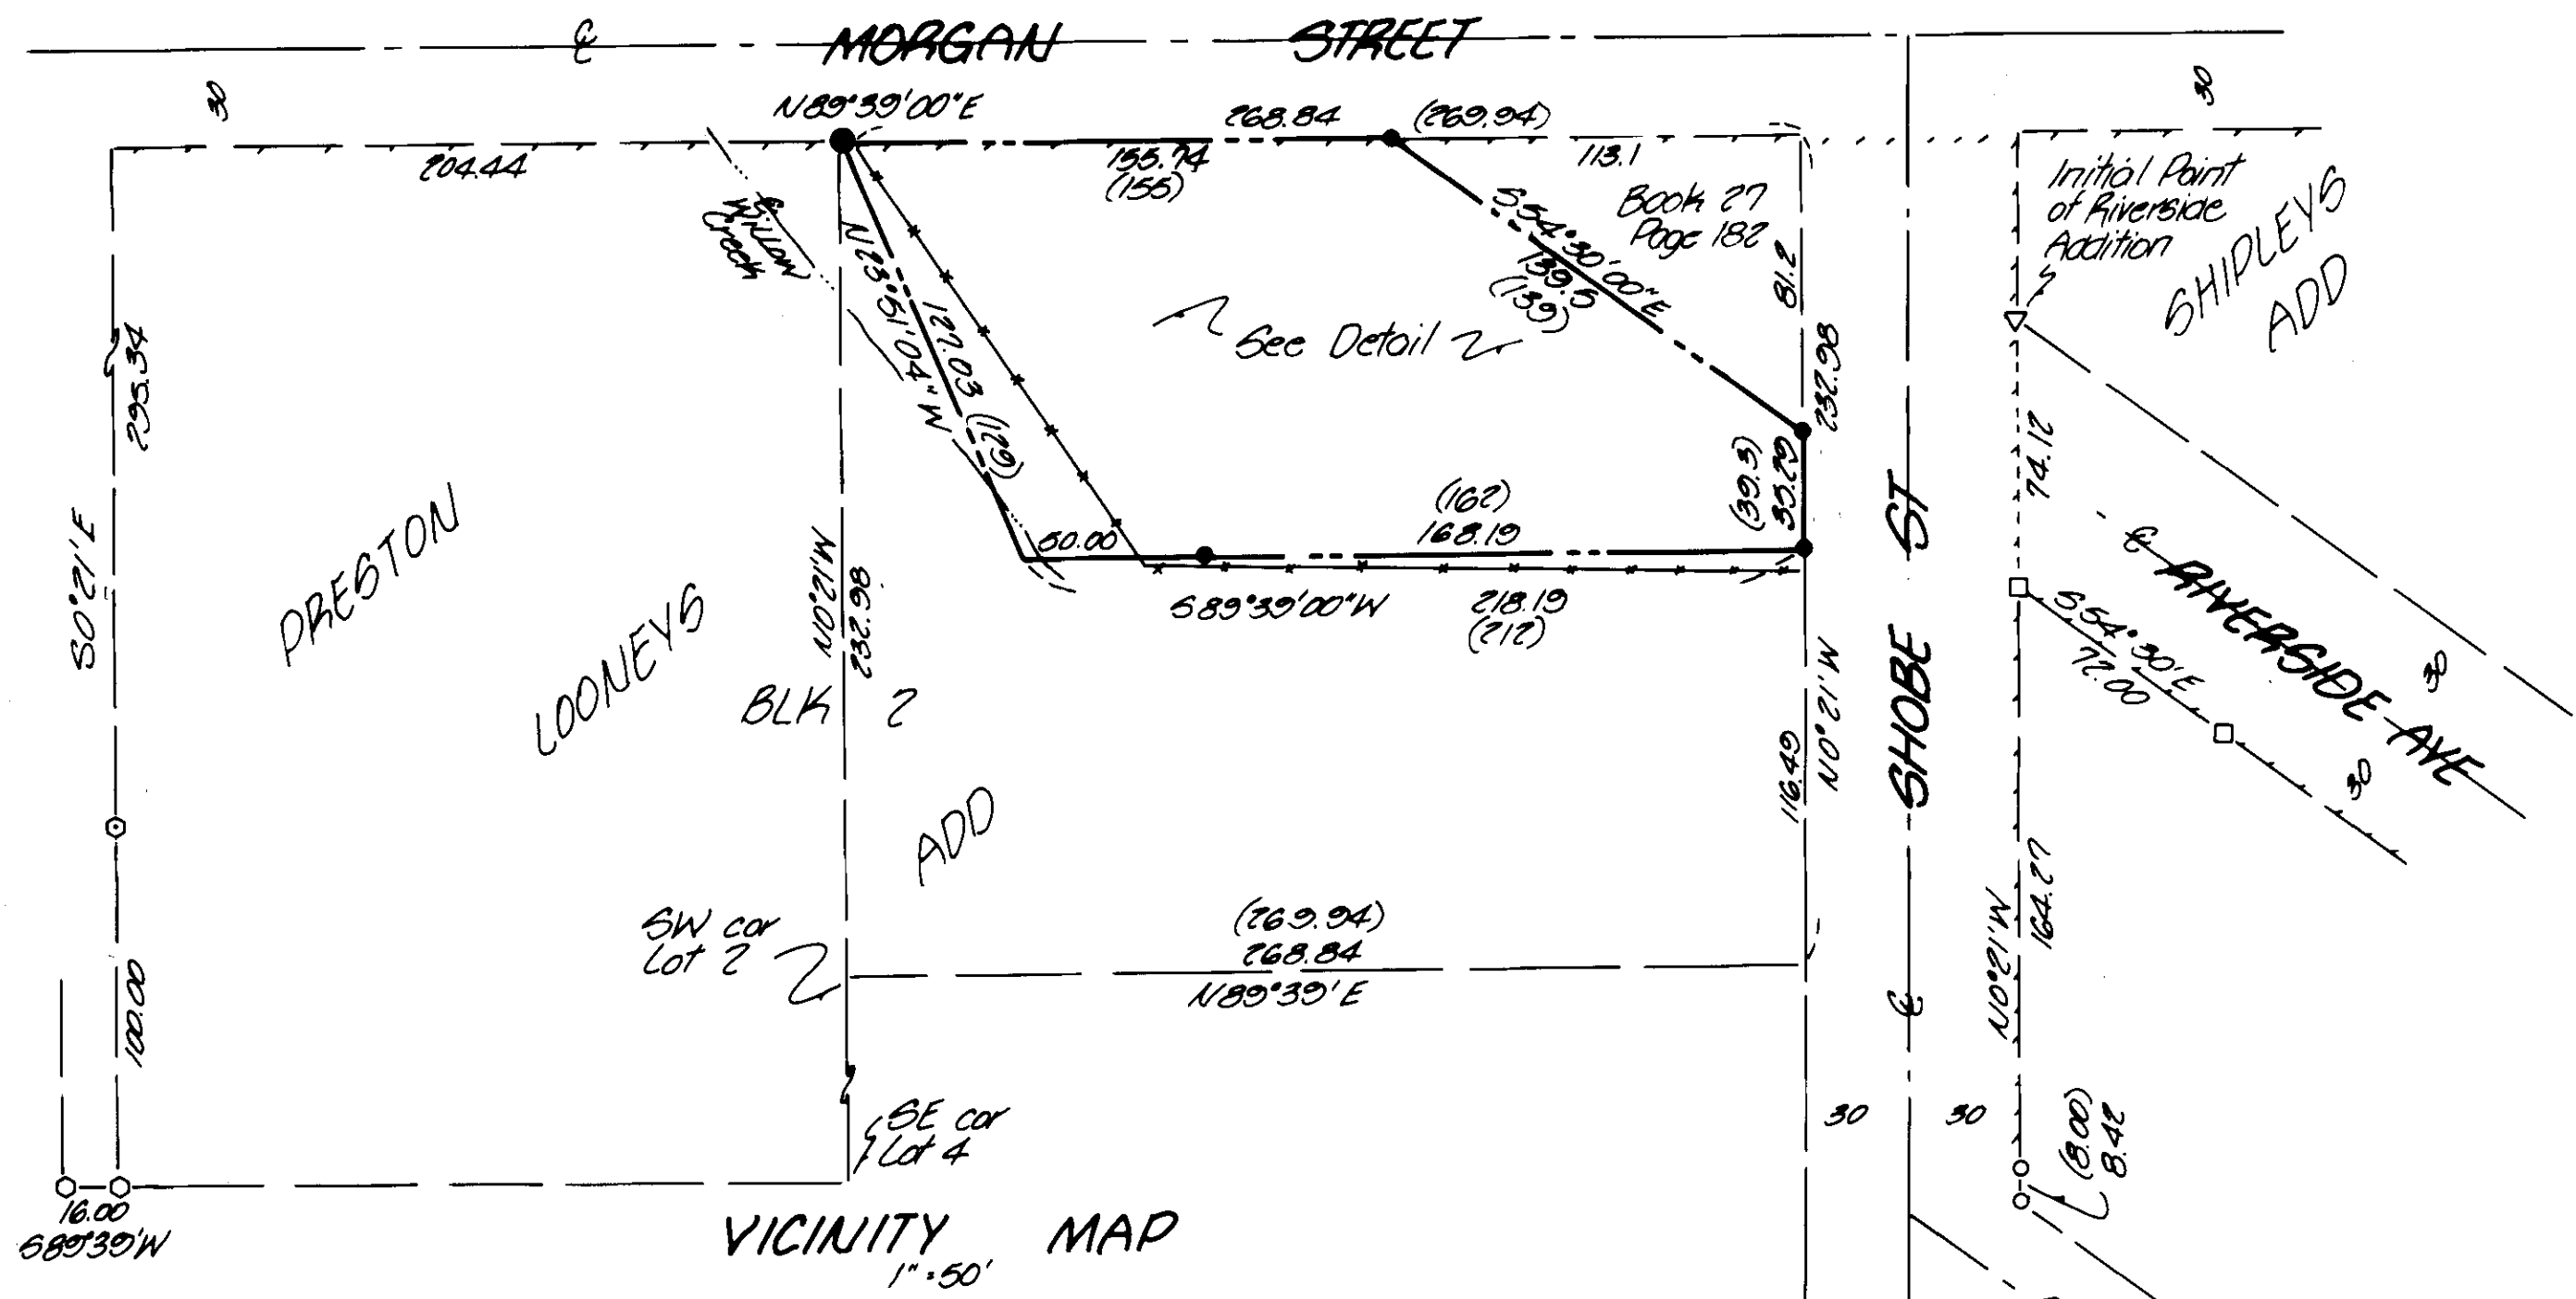 ℄ MORGAN STREET
30
N89°39'00"E
268.84
(269.94)
30
204.44
155.74
(155)
113.1
℄ Willow
Creek
N23°51'04"W
122.03 (129)
S54°30'00"E
139.5
(139)
Book 27
Page 182
81.2
232.98
Initial Point
of Riverside
Addition
SHIPLEYS
ADD
See Detail
295.34
S0°21'E
PRESTON
LOONEYS
BLK 2
ADD
N0°21'W
232.98
50.00
(162)
168.19
(39.3)
35.29
S89°39'00"W
218.19
(212)
SHOBE ST
℄
74.12
℄ RIVERSIDE AVE
S54°30'E
72.00
30
30
116.49
N0°21'W
N0°21'W
164.27
100.00
SW cor
Lot 2
(269.94)
268.84
N89°39'E
SE cor
Lot 4
30
30
(8.00)
8.42
16.00
S89°39'W
VICINITY MAP
1"=50'